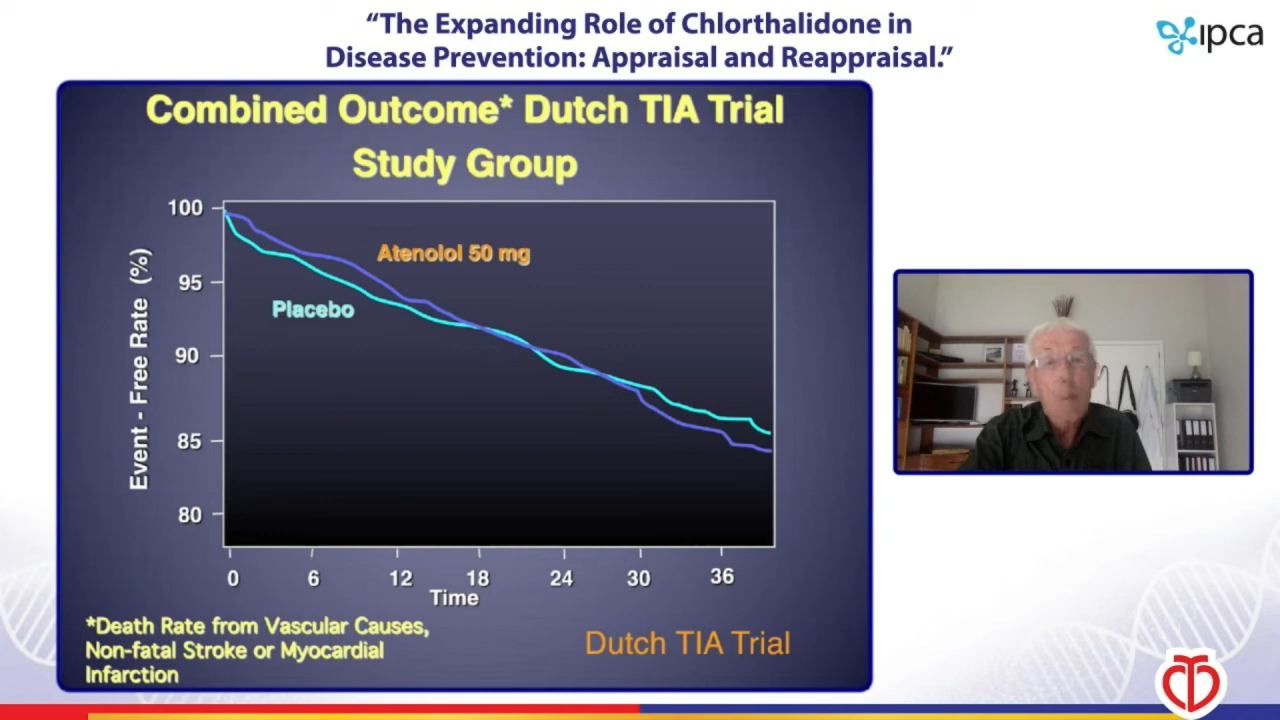 “The Expanding Role of Chlorthalidone in
Disease Prevention: Appraisal and Reappraisal.”
ipca
Combined Outcome* Dutch TIA Trial
Study Group
Event - Free Rate (%)
100
95
90
85
80
Atenolol 50 mg
Placebo
0 6 12 18 24 30 36
Time
*Death Rate from Vascular Causes,
Non-fatal Stroke or Myocardial
Infarction
Dutch TIA Trial